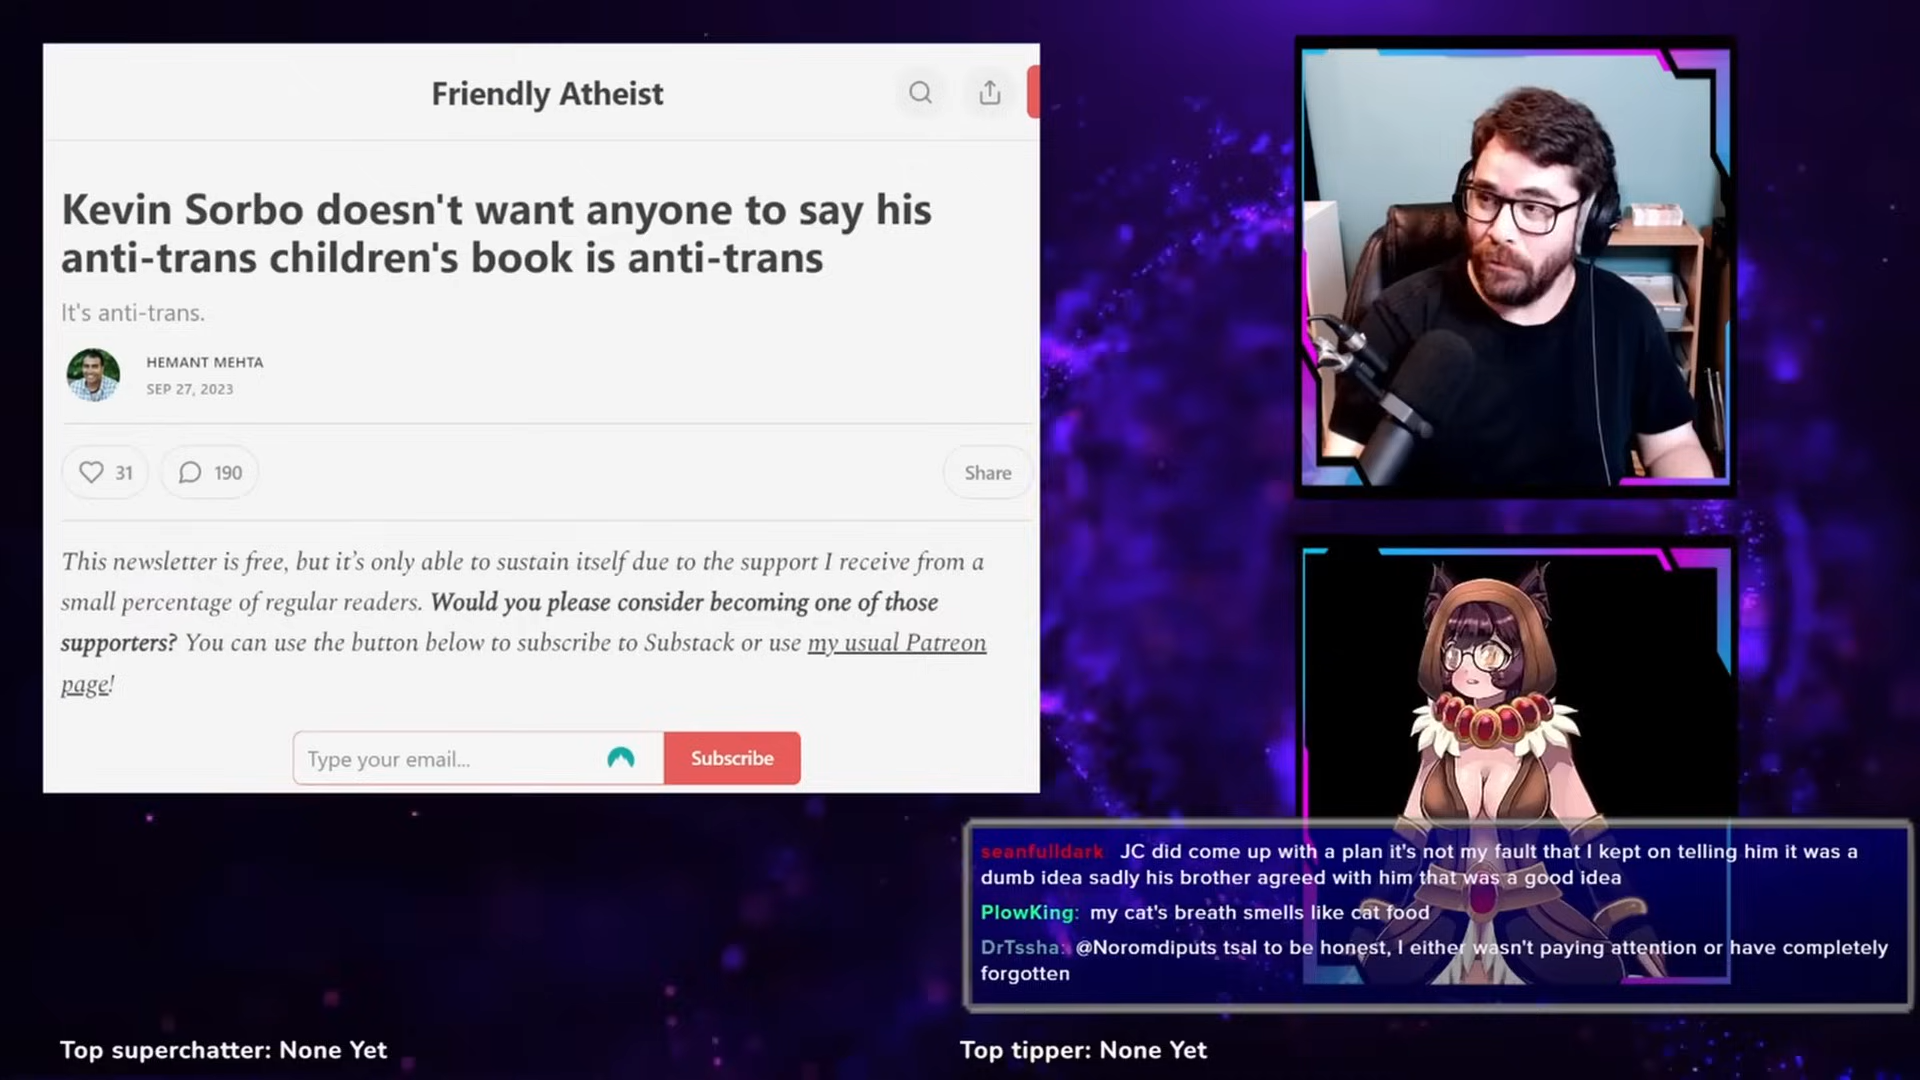 Friendly Atheist
Kevin Sorbo doesn't want anyone to say his
anti-trans children's book is anti-trans
It's anti-trans.
HEMANT MEHTA
SEP 27, 2023
31
190
Share
This newsletter is free, but it's only able to sustain itself due to the support I receive from a
small percentage of regular readers. Would you please consider becoming one of those
supporters? You can use the button below to subscribe to Substack or use my usual Patreon
page!
Type your email...
Subscribe
seanfulldark JC did come up with a plan it's not my fault that I kept on telling him it was a
dumb idea sadly his brother agreed with him that was a good idea
PlowKing: my cat's breath smells like cat food
DrTssha: @Noromdiputs tsal to be honest, I either wasn't paying attention or have completely
forgotten
Top superchatter: None Yet
Top tipper: None Yet